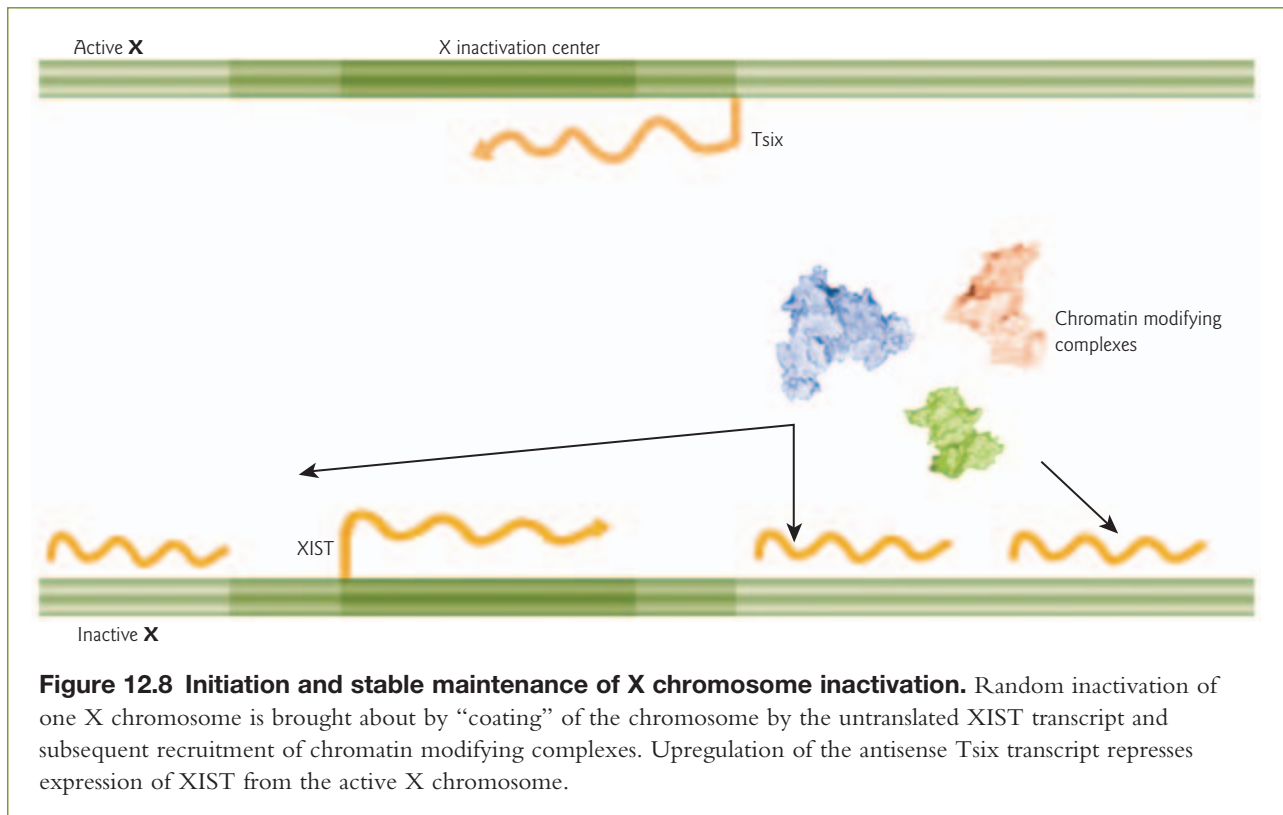 Active X
X inactivation center
Tsix
Chromatin modifying
complexes
XIST
Inactive X
Figure 12.8 Initiation and stable maintenance of X chromosome inactivation. Random inactivation of
one X chromosome is brought about by “coating” of the chromosome by the untranslated XIST transcript and
subsequent recruitment of chromatin modifying complexes. Upregulation of the antisense Tsix transcript represses
expression of XIST from the active X chromosome.